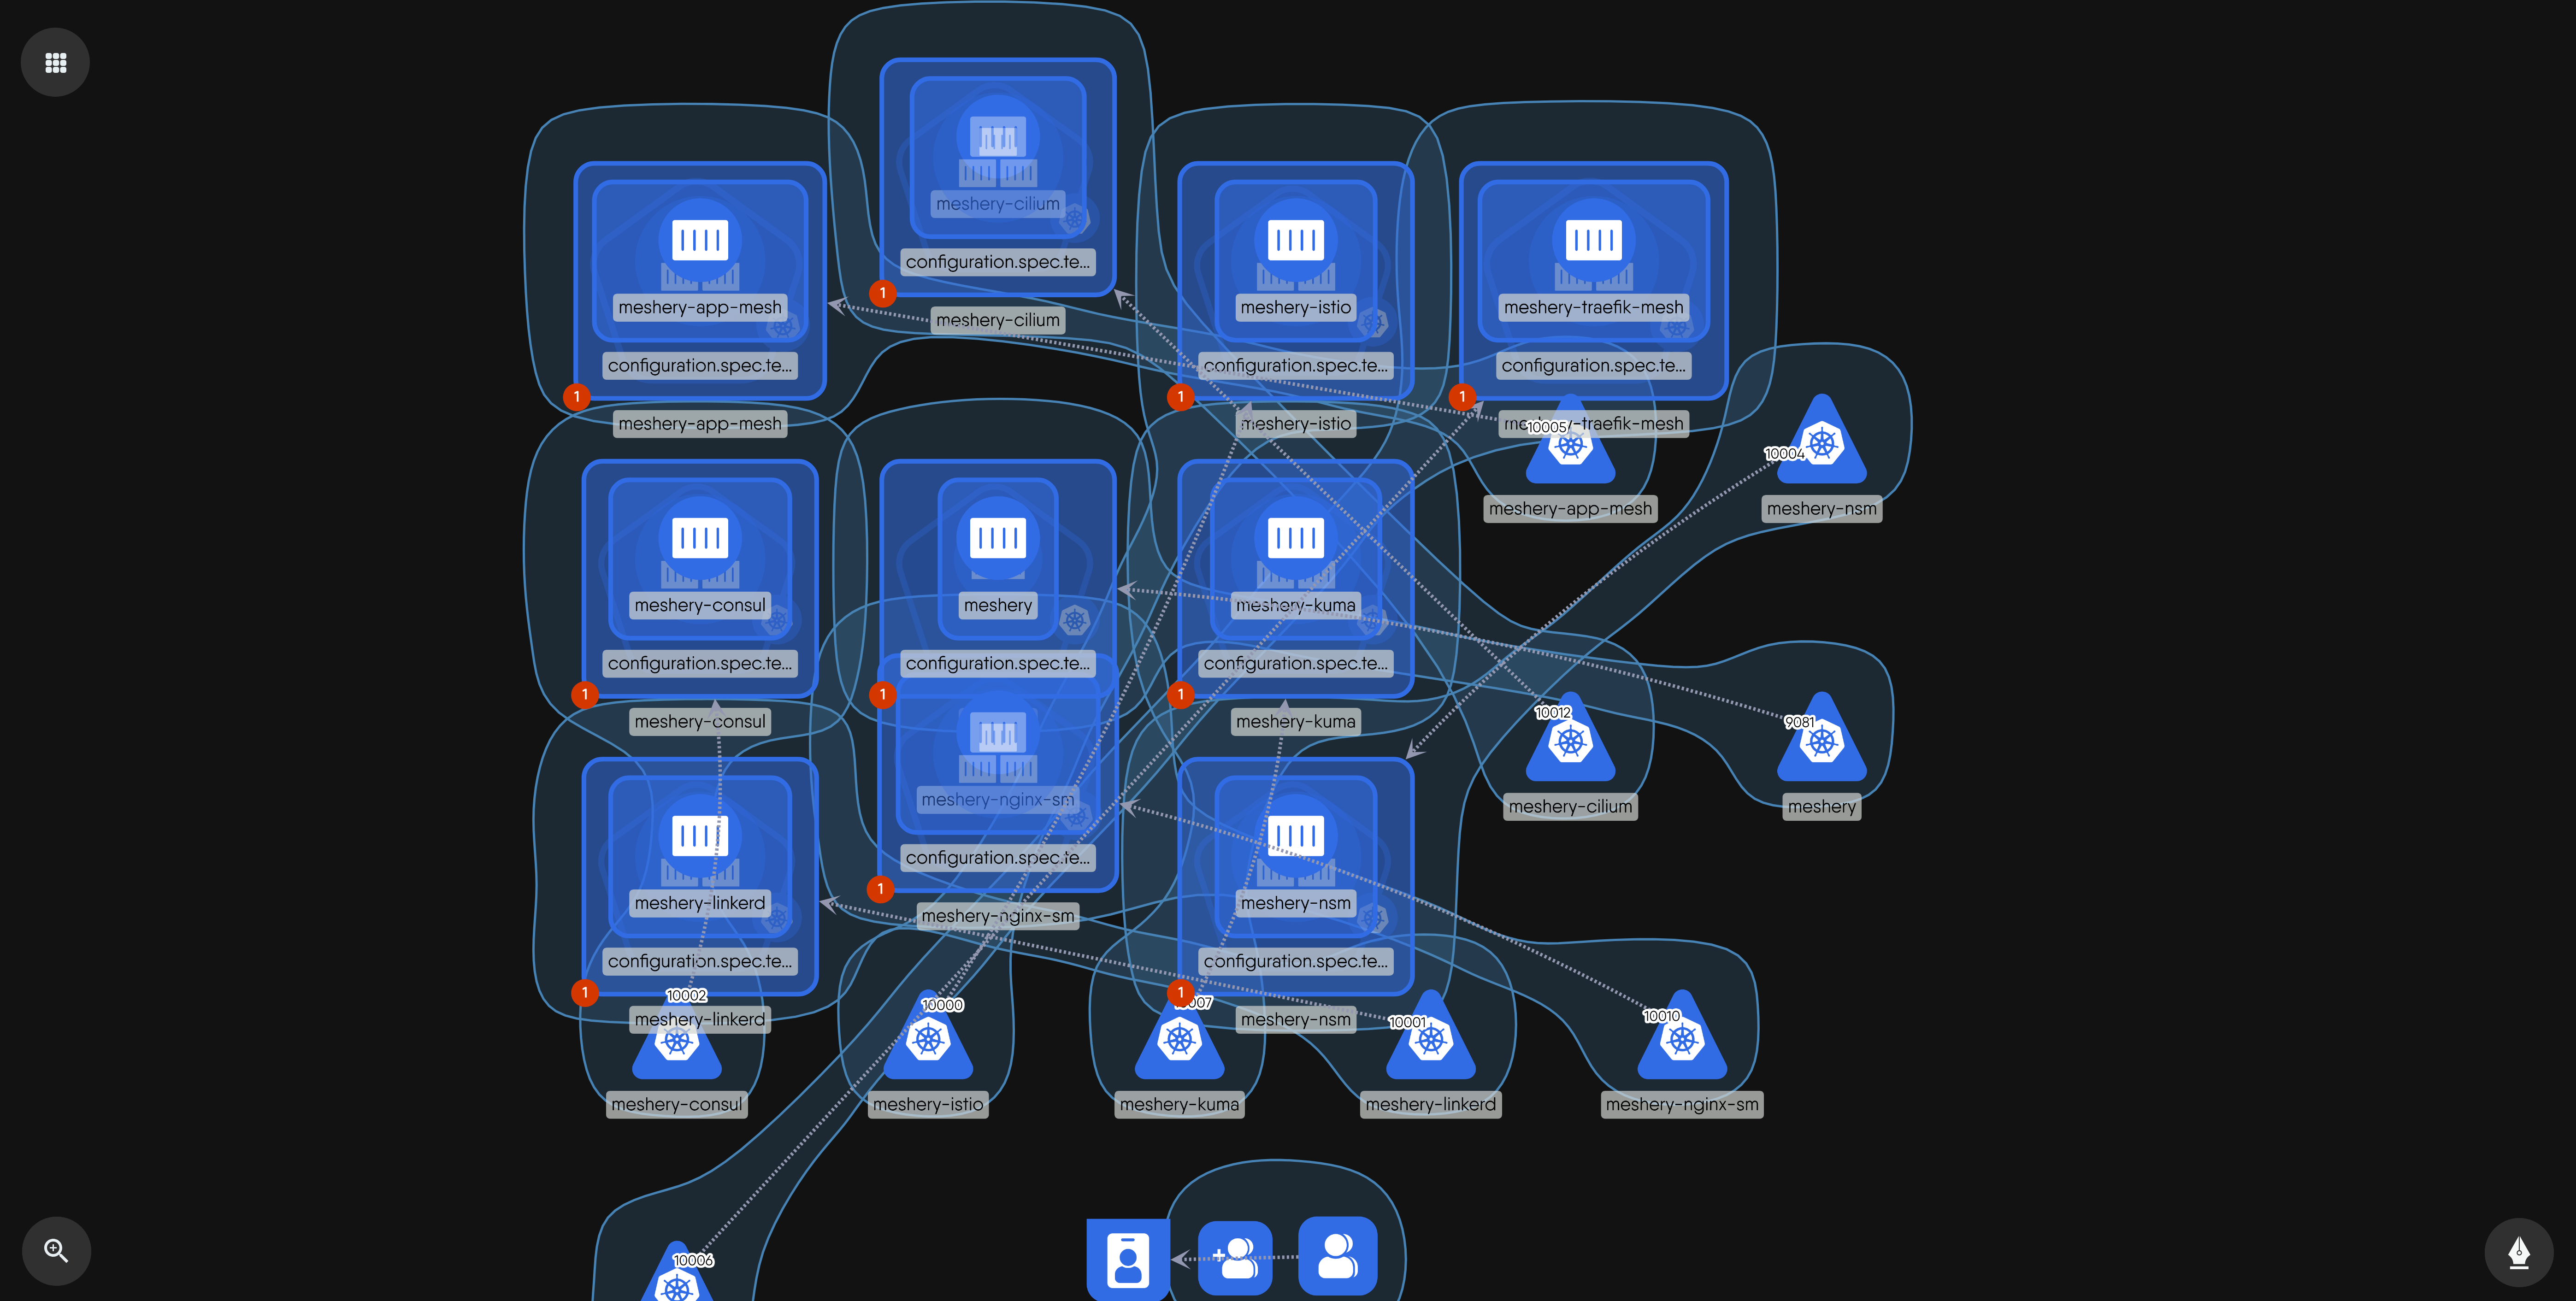 meshery-cilium
configuration.spec.te...
1
meshery-cilium
meshery-app-mesh
configuration.spec.te...
1
meshery-app-mesh
meshery-istio
configuration.spec.te...
1
meshery-istio
meshery-traefik-mesh
configuration.spec.te...
1
meshery-traefik-mesh
10005
meshery-app-mesh
10004
meshery-nsm
meshery-consul
configuration.spec.te...
1
meshery-consul
meshery
configuration.spec.te...
1
meshery-kuma
configuration.spec.te...
1
meshery-kuma
10012
meshery-cilium
9081
meshery
meshery-nginx-sm
configuration.spec.te...
1
meshery-nginx-sm
meshery-linkerd
configuration.spec.te...
1
meshery-linkerd
meshery-nsm
configuration.spec.te...
1
meshery-nsm
10002
meshery-consul
10000
meshery-istio
meshery-kuma
10001
meshery-linkerd
10010
meshery-nginx-sm
10006